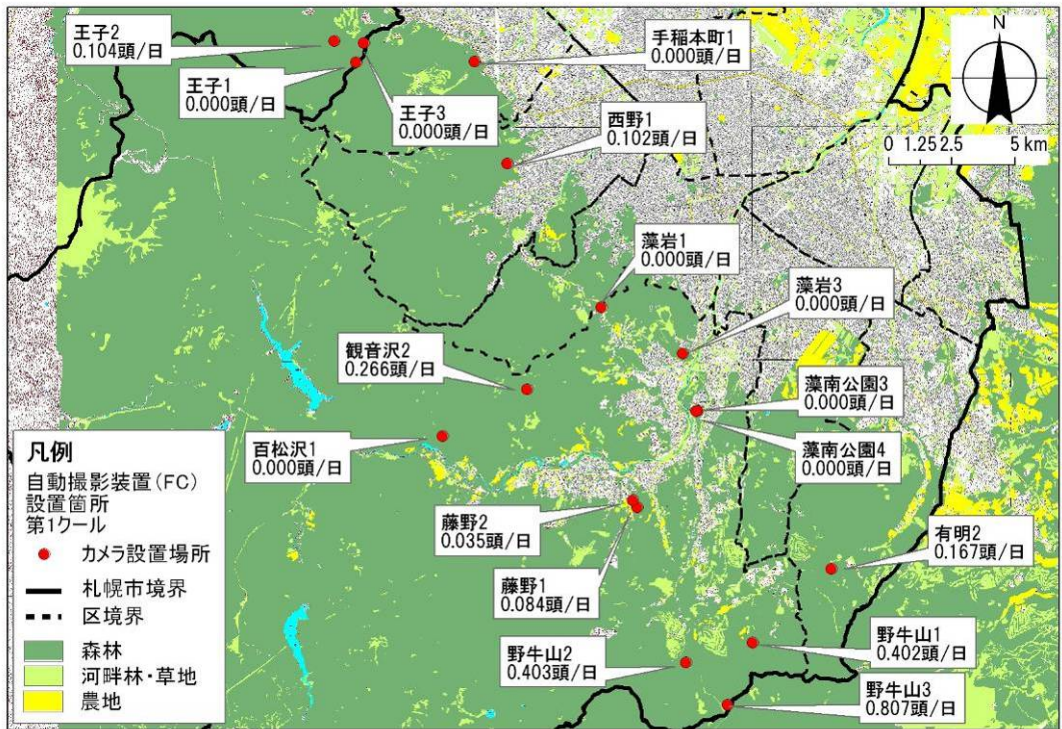 王子2
0.104頭/日
王子1
0.000頭/日
王子3
0.000頭/日
手稲本町1
0.000頭/日
西野1
0.102頭/日
N
0 1.25 2.5 5 km
藻岩1
0.000頭/日
藻岩3
0.000頭/日
観音沢2
0.266頭/日
藻南公園3
0.000頭/日
百松沢1
0.000頭/日
藻南公園4
0.000頭/日
藤野2
0.035頭/日
有明2
0.167頭/日
藤野1
0.084頭/日
野牛山1
0.402頭/日
野牛山2
0.403頭/日
野牛山3
0.807頭/日
凡例
自動撮影装置(FC)
設置箇所
第1クール
カメラ設置場所
札幌市境界
区境界
森林
河畔林・草地
農地